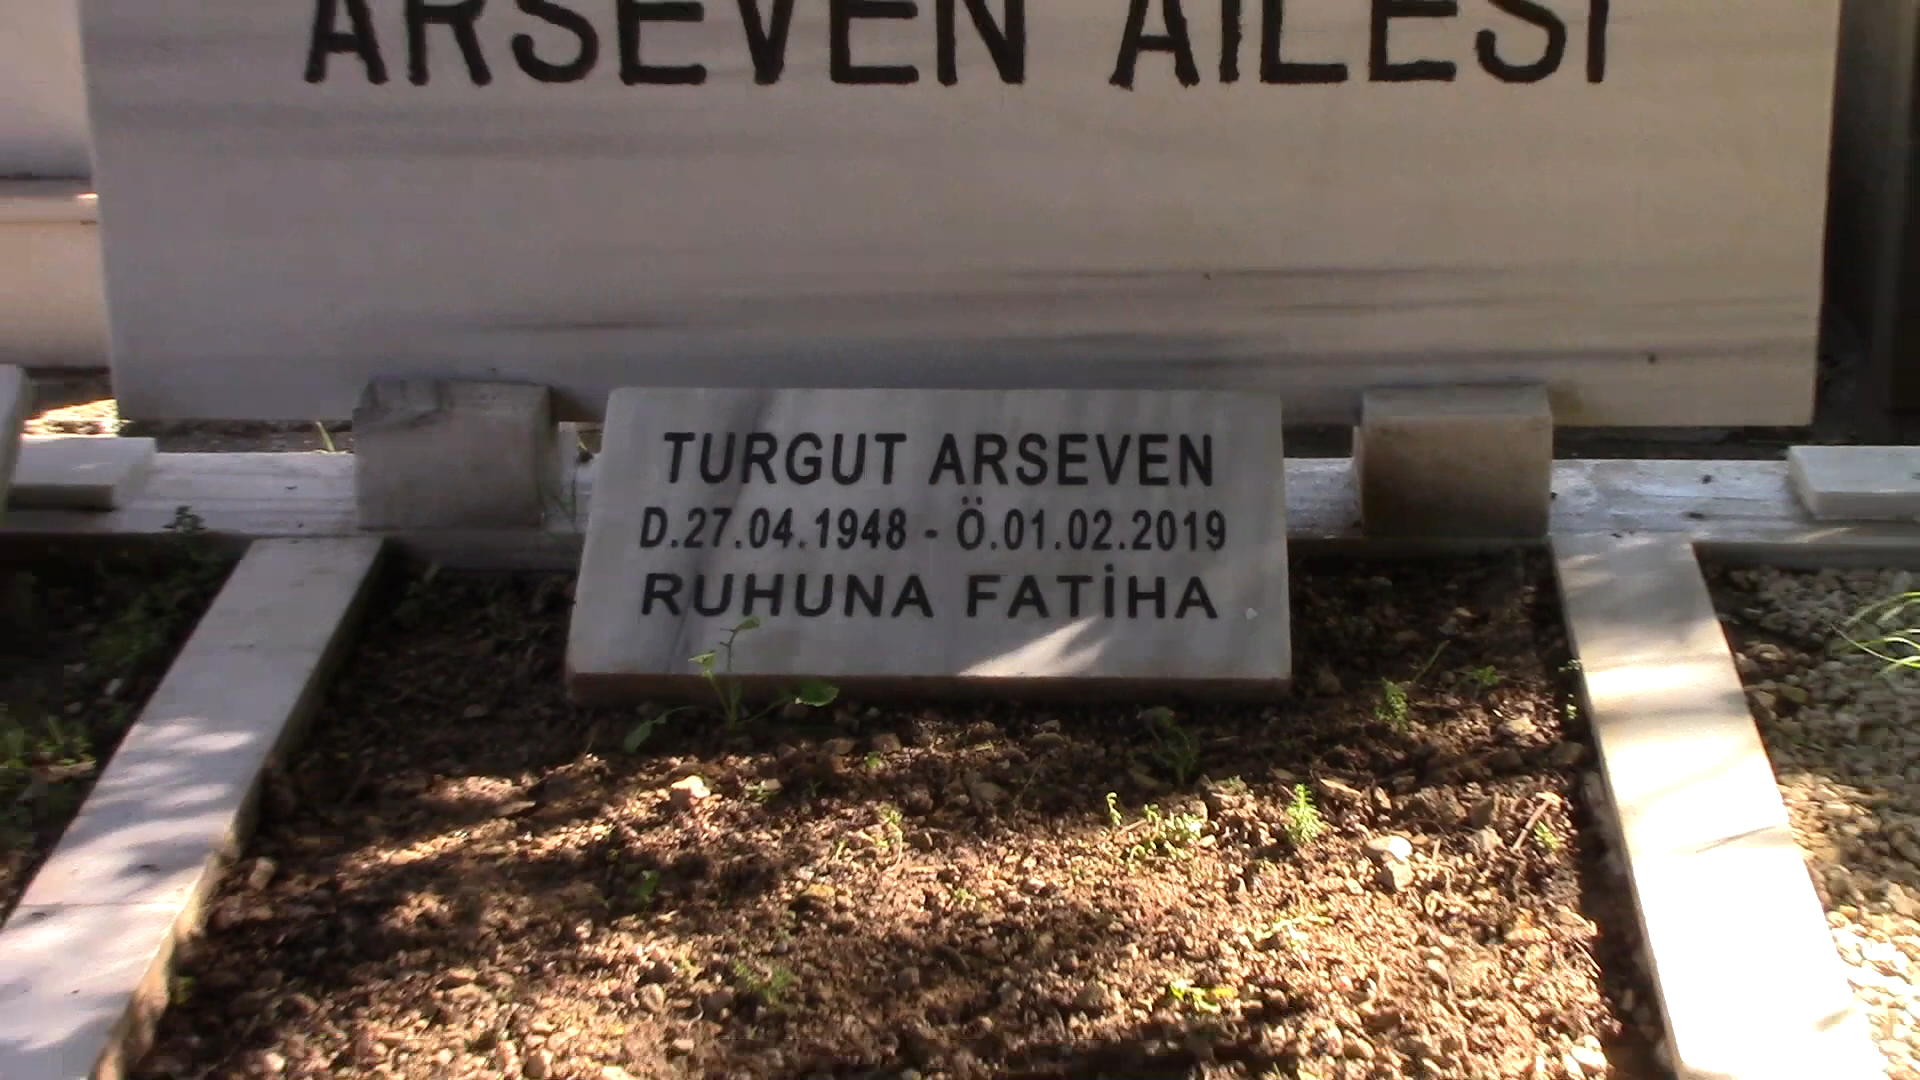 ARSEVEN AİLESİ
TURGUT ARSEVEN
D.27.04.1948 - Ö.01.02.2019
RUHUNA FATİHA